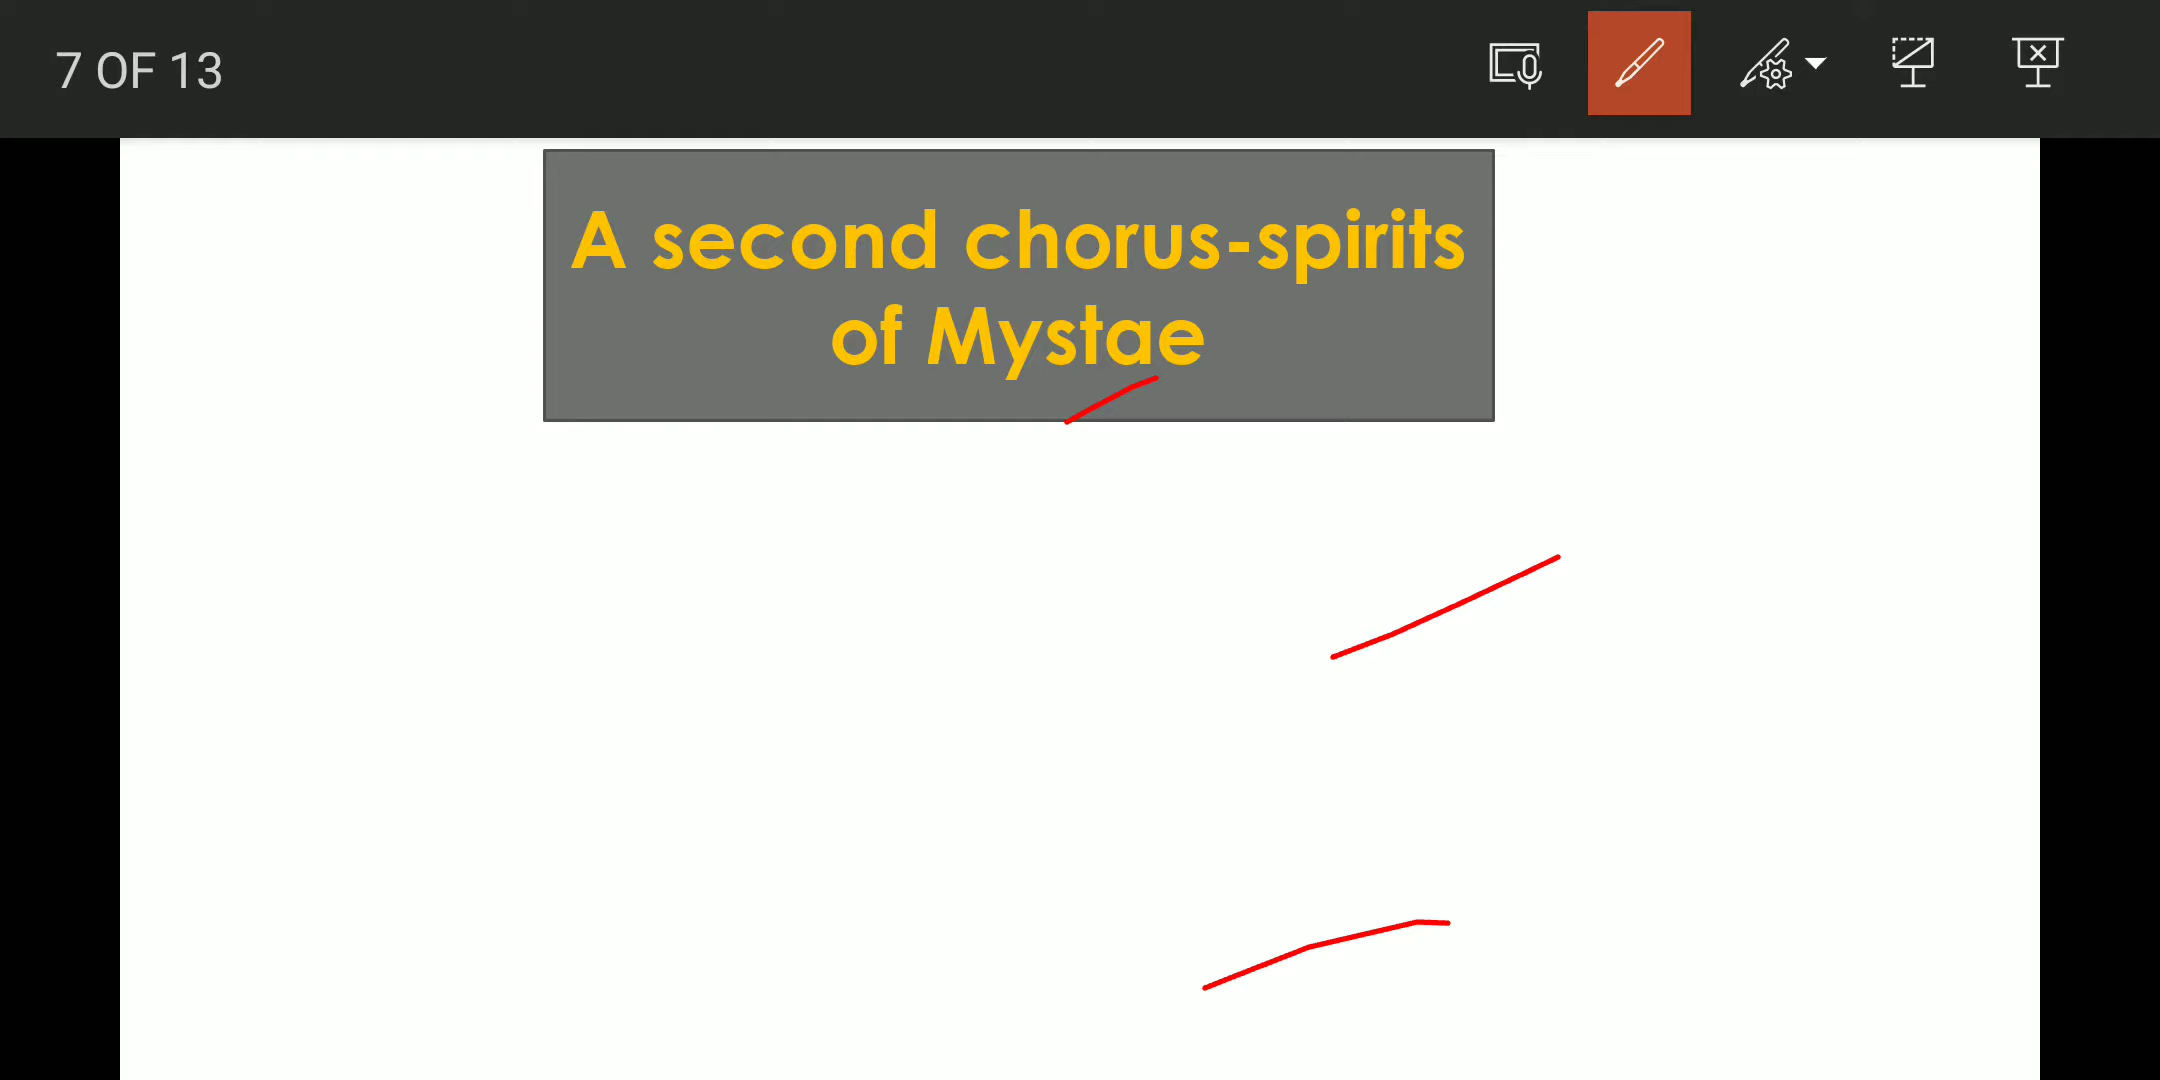 7 OF 13
A second chorus-spirits
of Mystae